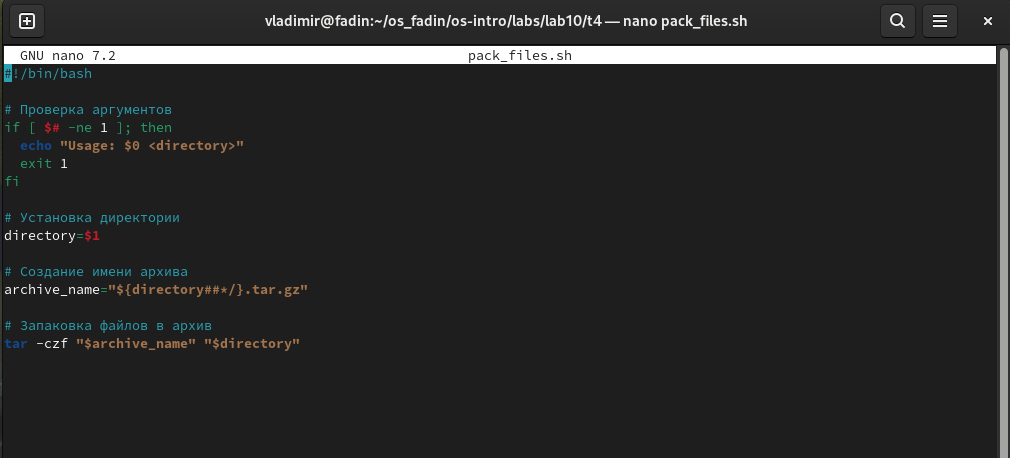 vladimir@fadin:~/os_fadin/os-intro/labs/lab10/t4 — nano pack_files.sh
GNU nano 7.2 pack_files.sh
#!/bin/bash
# Проверка аргументов
if [ $# -ne 1 ]; then
  echo "Usage: $0 <directory>"
  exit 1
fi
# Установка директории
directory=$1
# Создание имени архива
archive_name="${directory##*/}.tar.gz"
# Запаковка файлов в архив
tar -czf "$archive_name" "$directory"